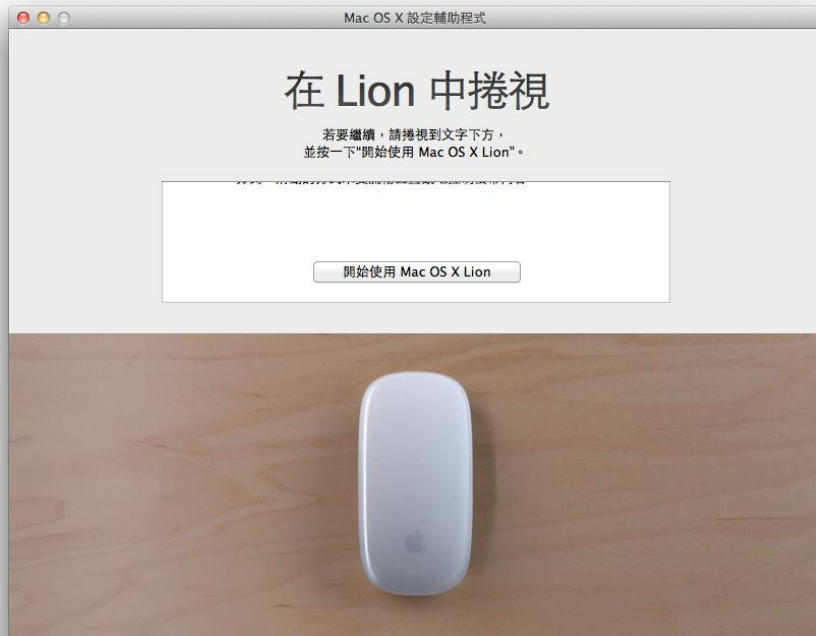 Mac OS X 設定輔助程式
在 Lion 中捲視
若要繼續，請捲視到文字下方，
並按一下"開始使用 Mac OS X Lion"。
開始使用 Mac OS X Lion